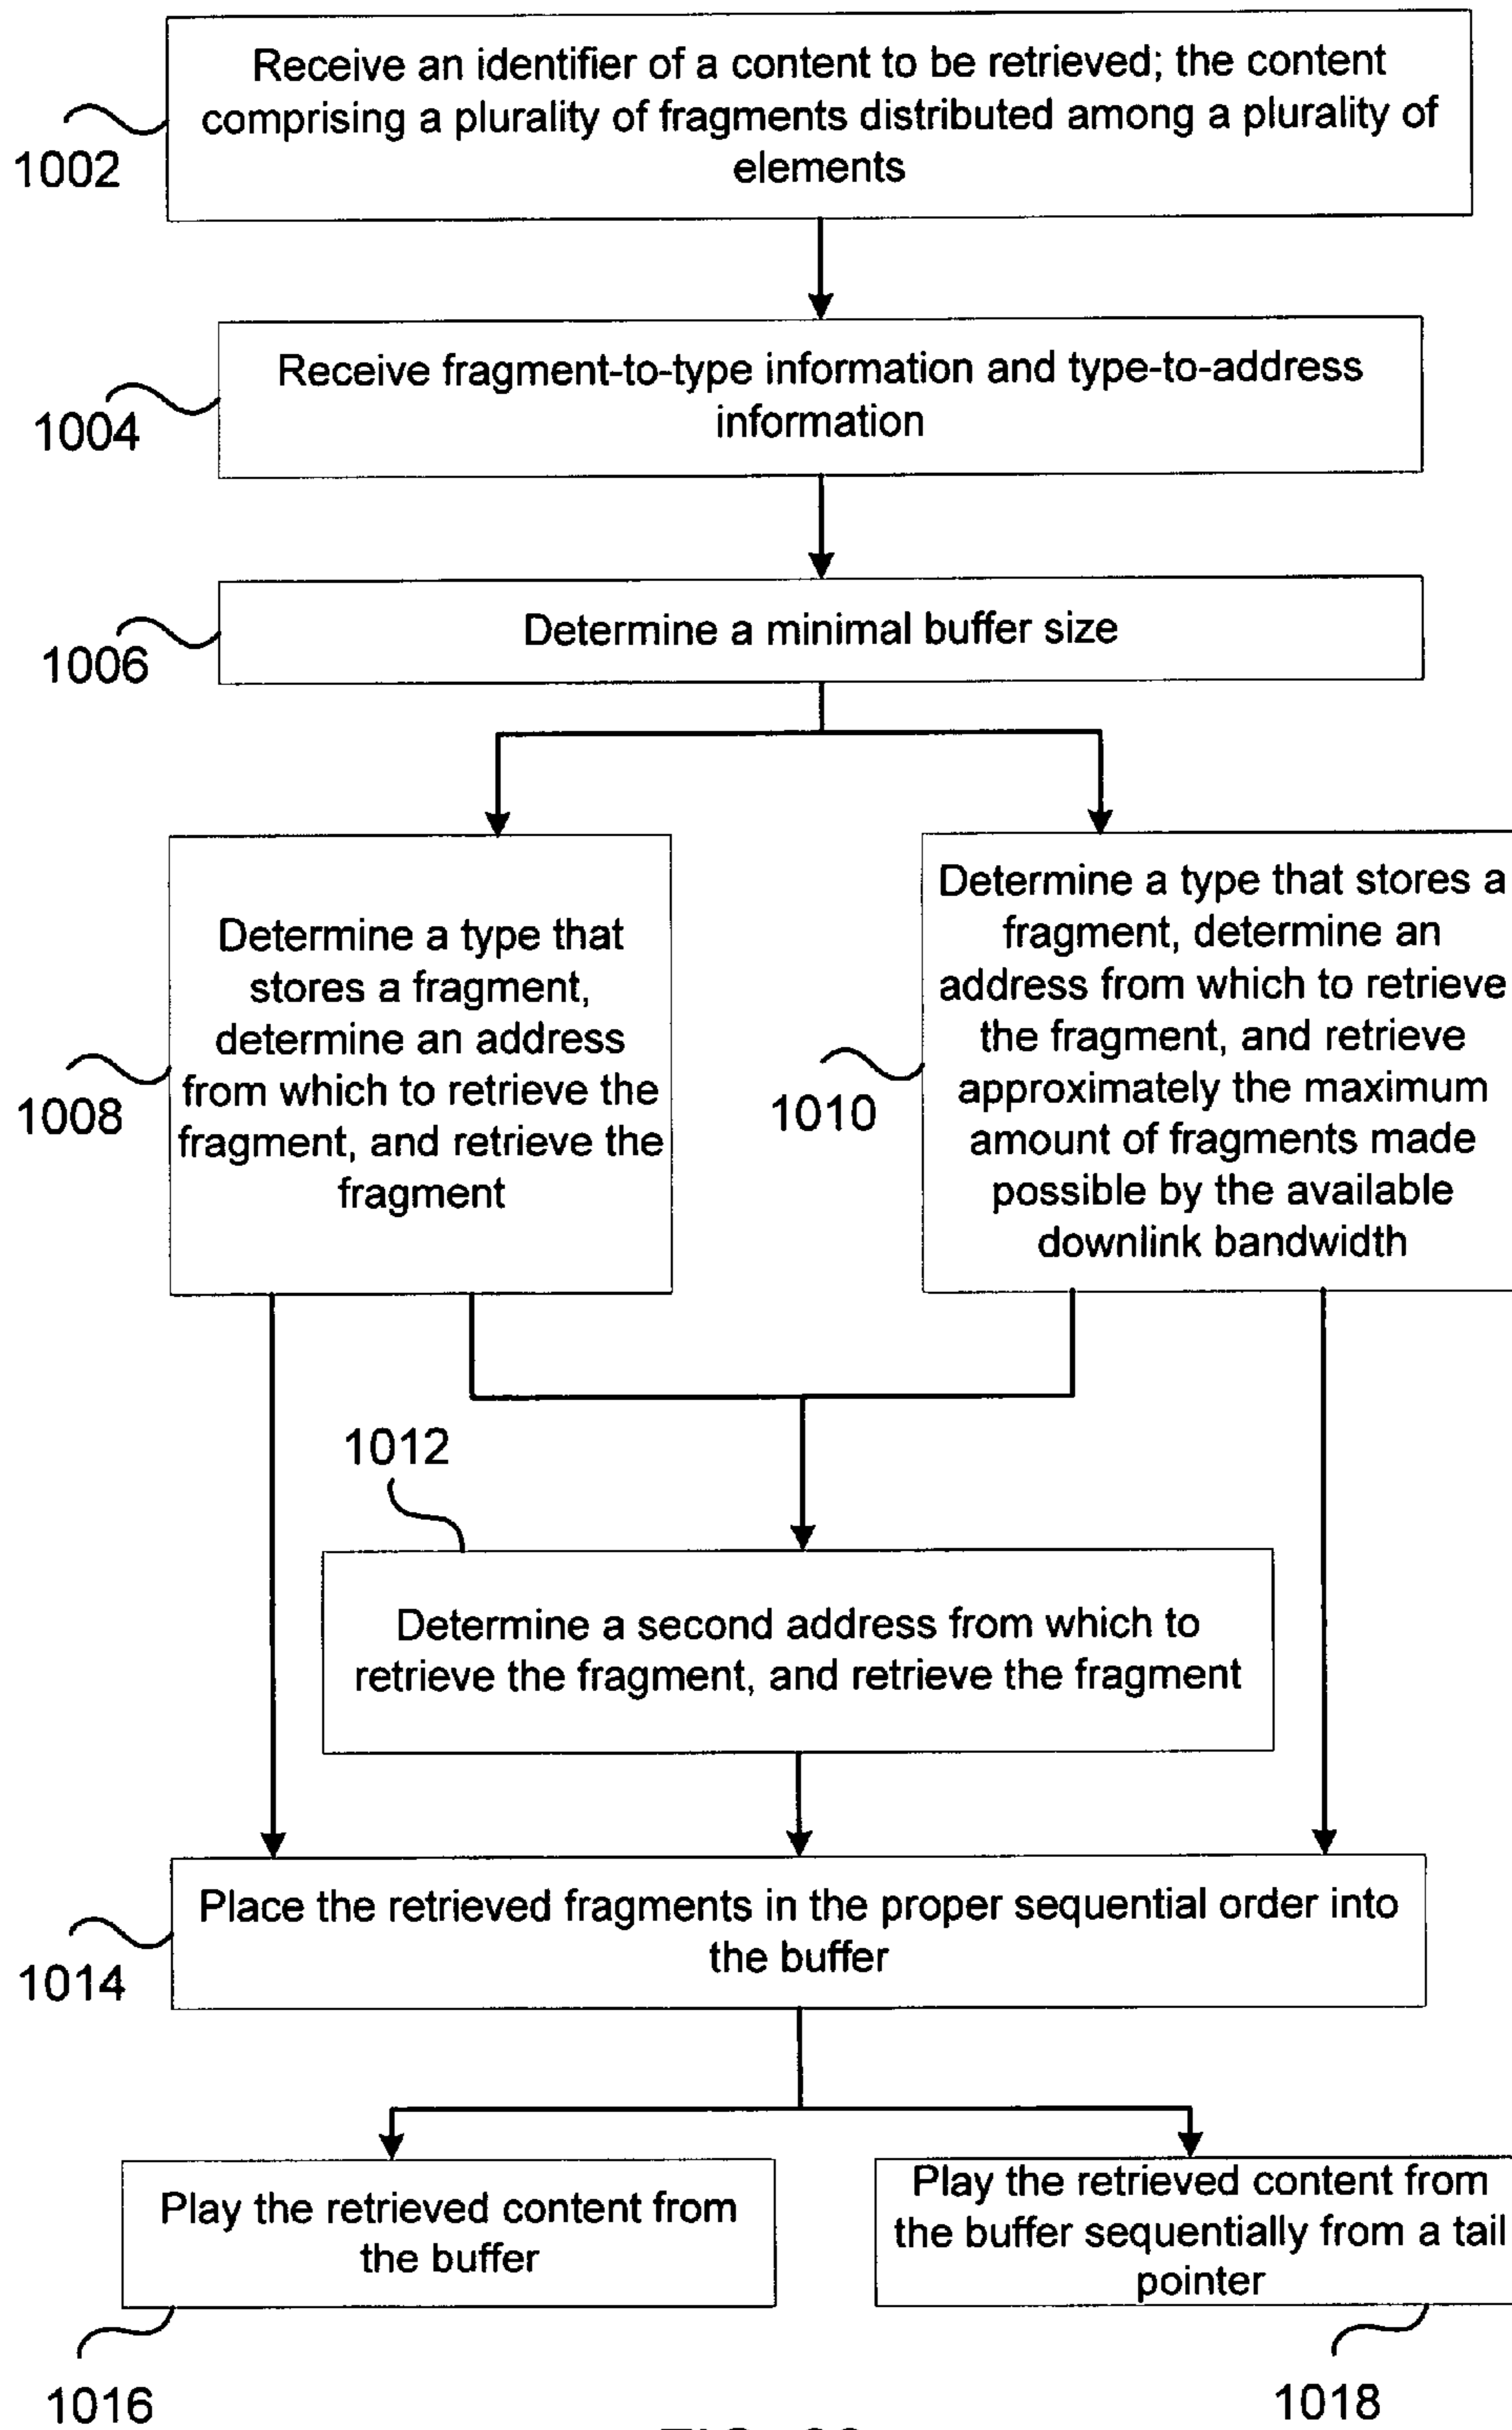 Receive an identifier of a content to be retrieved; the content
comprising a plurality of fragments distributed among a plurality of
elements
1002
Receive fragment-to-type information and type-to-address
information
1004
Determine a minimal buffer size
1006
Determine a type that
stores a fragment,
determine an address
from which to retrieve the
fragment, and retrieve the
fragment
1008
Determine a type that stores a
fragment, determine an
address from which to retrieve
the fragment, and retrieve
approximately the maximum
amount of fragments made
possible by the available
downlink bandwidth
1010
1012
Determine a second address from which to
retrieve the fragment, and retrieve the fragment
Place the retrieved fragments in the proper sequential order into
the buffer
1014
Play the retrieved content from
the buffer
Play the retrieved content from
the buffer sequentially from a tail
pointer
1016
1018